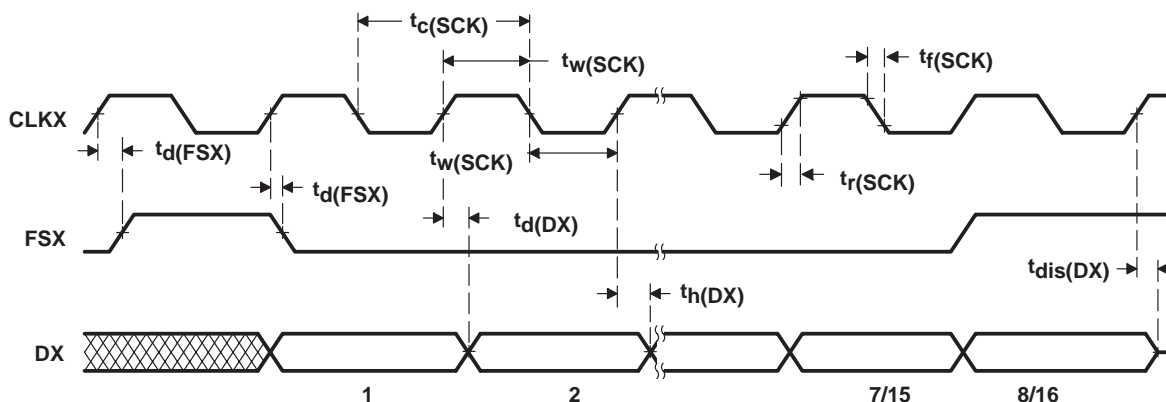 tc(SCK)
tw(SCK)
tf(SCK)
CLKX
td(FSX)
tw(SCK)
td(FSX)
tr(SCK)
td(DX)
FSX
tdis(DX)
th(DX)
DX
1 2 7/15 8/16